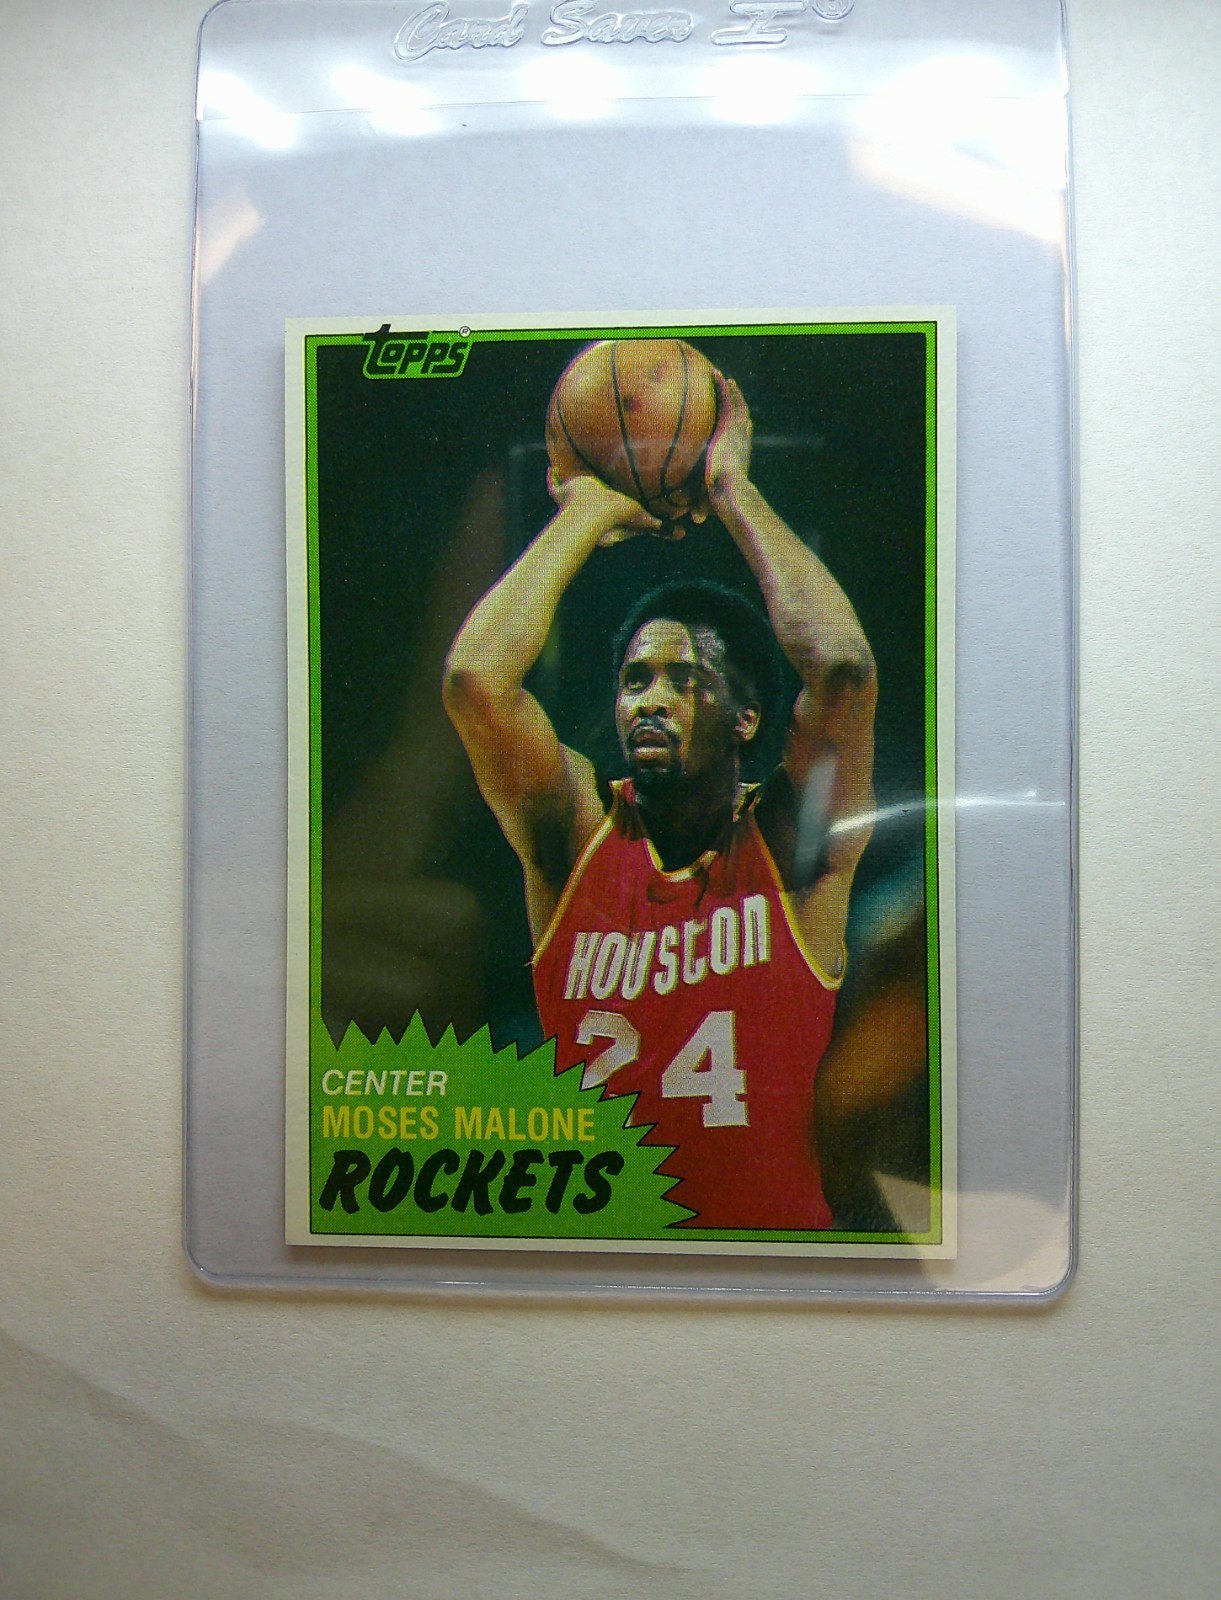 Card Saver I®
topps®
HOUSTON
24
CENTER
MOSES MALONE
ROCKETS